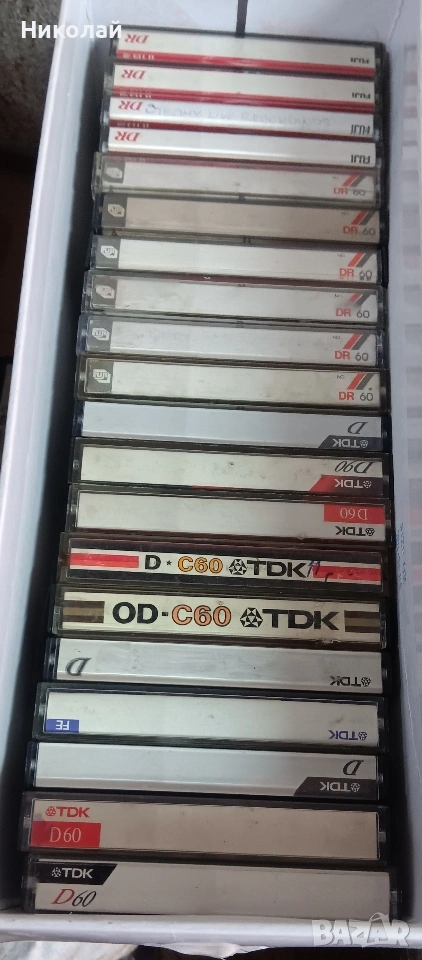 Николай
DR FUJI
DR FUJI
DR FUJI
DR FUJI
DR 60
DR 60
DR 60
DR 60
DR 60
DR 60
D TDK
D90 TDK
D60 TDK
D·C60 TDK
OD-C60 TDK
D TDK
FE TDK
D TDK
TDK
D60
TDK
D60
BAZAR